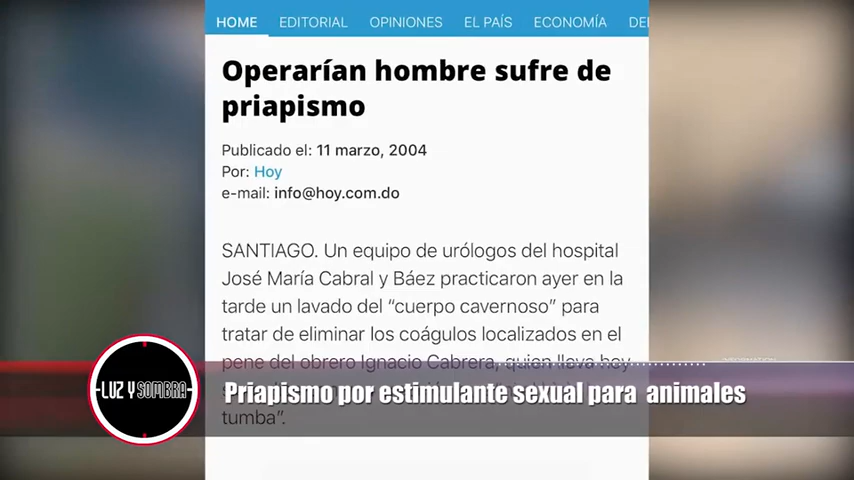 HOME EDITORIAL OPINIONES EL PAÍS ECONOMÍA
Operarían hombre sufre de
priapismo
Publicado el: 11 marzo, 2004
Por: Hoy
e-mail: info@hoy.com.do
SANTIAGO. Un equipo de urólogos del hospital
José María Cabral y Báez practicaron ayer en la
tarde un lavado del “cuerpo cavernoso” para
tratar de eliminar los coágulos localizados en el
pene del obrero Ignacio Cabrera, quien lleva hoy
tumba”.
LUZ Y SOMBRA
Priapismo por estimulante sexual para animales